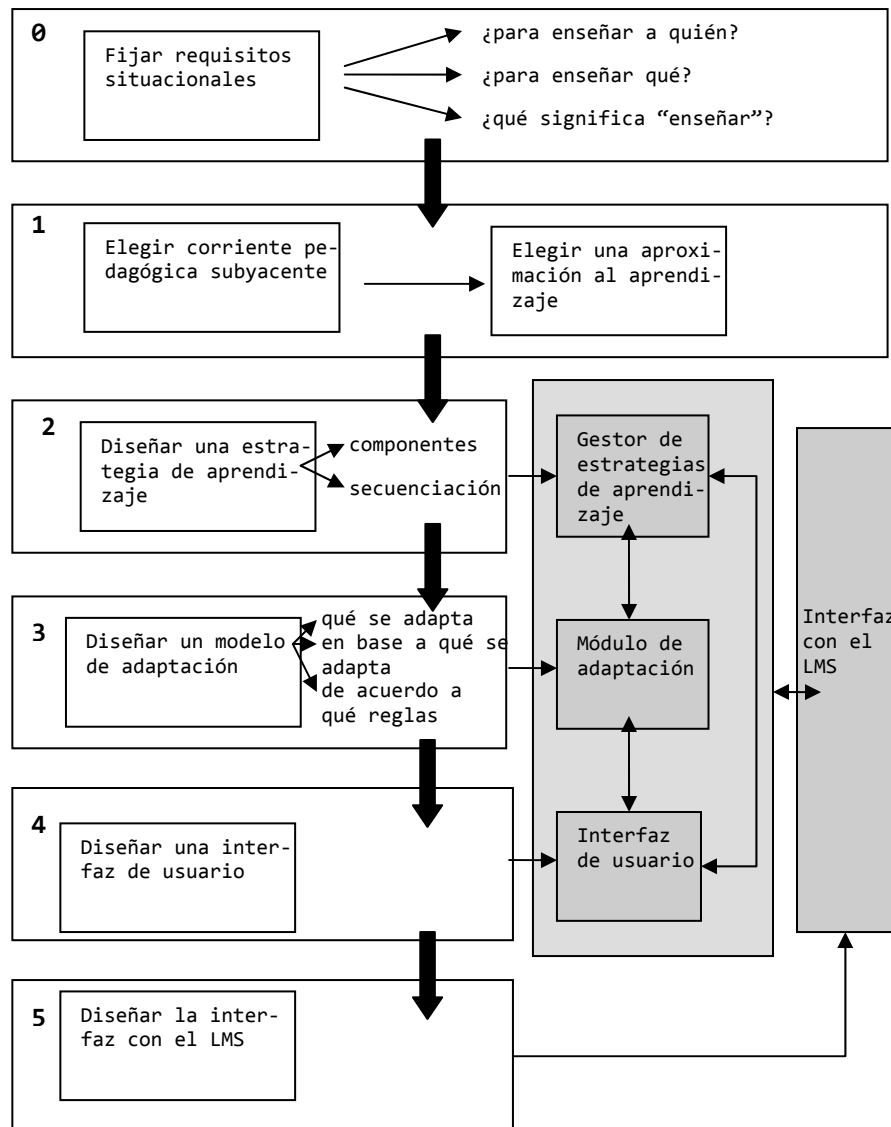 0
Fijar requisitos
situacionales
¿para enseñar a quién?
¿para enseñar qué?
¿qué significa “enseñar”?
1
Elegir corriente pe-
dagógica subyacente
Elegir una aproxi-
mación al aprendi-
zaje
2
Diseñar una estra-
tegia de aprendi-
zaje
componentes
secuenciación
Gestor de
estrategias
de aprendi-
zaje
3
Diseñar un modelo
de adaptación
qué se adapta
en base a qué se
adapta
de acuerdo a
qué reglas
Módulo de
adaptación
Interfaz
con el
LMS
4
Diseñar una inter-
faz de usuario
Interfaz
de usuario
5
Diseñar la inter-
faz con el LMS